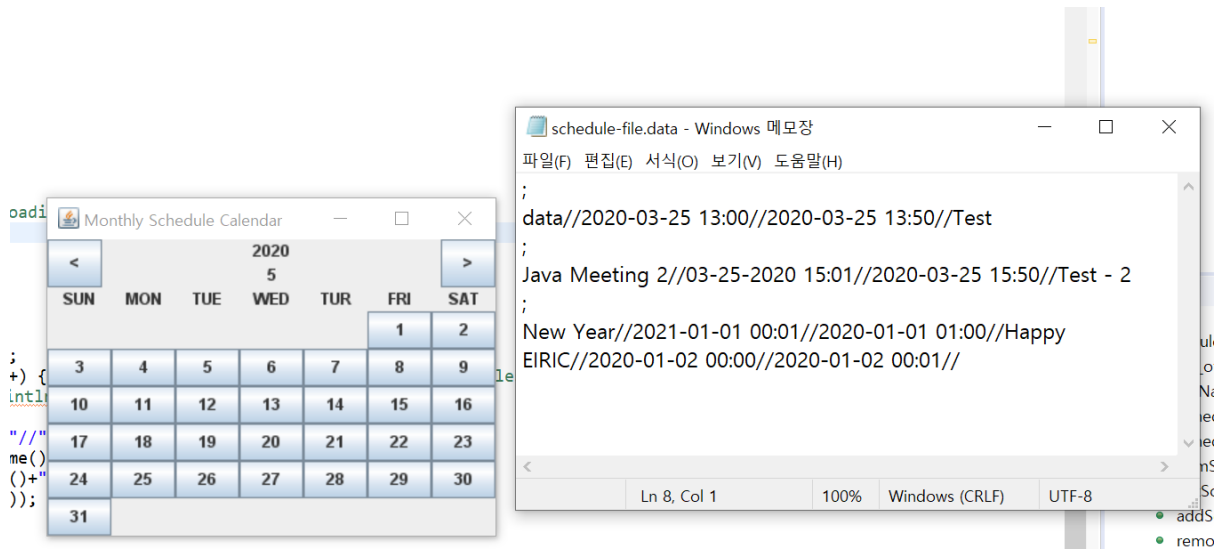 oadi
Monthly Schedule Calendar
< 2020 >
5
SUN MON TUE WED TUR FRI SAT
1 2
3 4 5 6 7 8 9
10 11 12 13 14 15 16
17 18 19 20 21 22 23
24 25 26 27 28 29 30
31
;
+) {
intln
"//"
me()
()+"
));
le
schedule-file.data - Windows 메모장
파일(F) 편집(E) 서식(O) 보기(V) 도움말(H)
;
data//2020-03-25 13:00//2020-03-25 13:50//Test
;
Java Meeting 2//03-25-2020 15:01//2020-03-25 15:50//Test - 2
;
New Year//2021-01-01 00:01//2020-01-01 01:00//Happy
EIRIC//2020-01-02 00:00//2020-01-02 00:01//
Ln 8, Col 1 100% Windows (CRLF) UTF-8
addS
remo